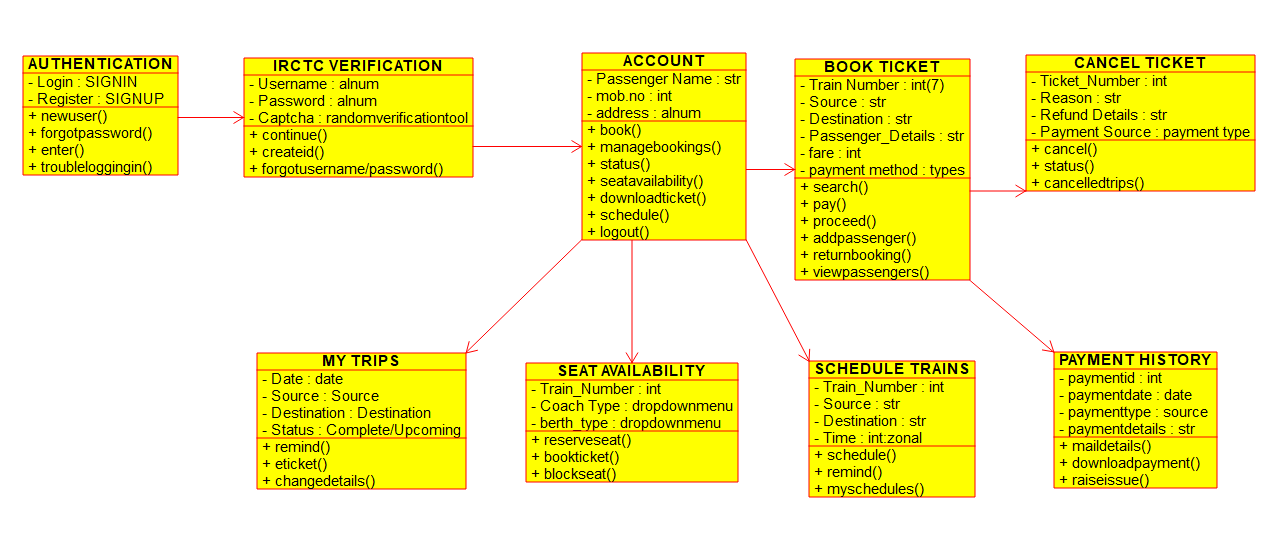 AUTHENTICATION
- Login : SIGNIN
- Register : SIGNUP
+ newuser()
+ forgotpassword()
+ enter()
+ troubleloggingin()
IRCTC VERIFICATION
- Username : alnum
- Password : alnum
- Captcha : randomverificationtool
+ continue()
+ createid()
+ forgotusername/password()
ACCOUNT
- Passenger Name : str
- mob.no : int
- address : alnum
+ book()
+ managebookings()
+ status()
+ seatavailability()
+ downloadticket()
+ schedule()
+ logout()
BOOK TICKET
- Train Number : int(7)
- Source : str
- Destination : str
- Passenger_Details : str
- fare : int
- payment method : types
+ search()
+ pay()
+ proceed()
+ addpassenger()
+ returnbooking()
+ viewpassengers()
CANCEL TICKET
- Ticket_Number : int
- Reason : str
- Refund Details : str
- Payment Source : payment type
+ cancel()
+ status()
+ cancelledtrips()
MY TRIPS
- Date : date
- Source : Source
- Destination : Destination
- Status : Complete/Upcoming
+ remind()
+ eticket()
+ changedetails()
SEAT AVAILABILITY
- Train_Number : int
- Coach Type : dropdownmenu
- berth_type : dropdownmenu
+ reserveseat()
+ bookticket()
+ blockseat()
SCHEDULE TRAINS
- Train_Number : int
- Source : str
- Destination : str
- Time : int:zonal
+ schedule()
+ remind()
+ myschedules()
PAYMENT HISTORY
- paymentid : int
- paymentdate : date
- paymenttype : source
- paymentdetails : str
+ maildetails()
+ downloadpayment()
+ raiseissue()